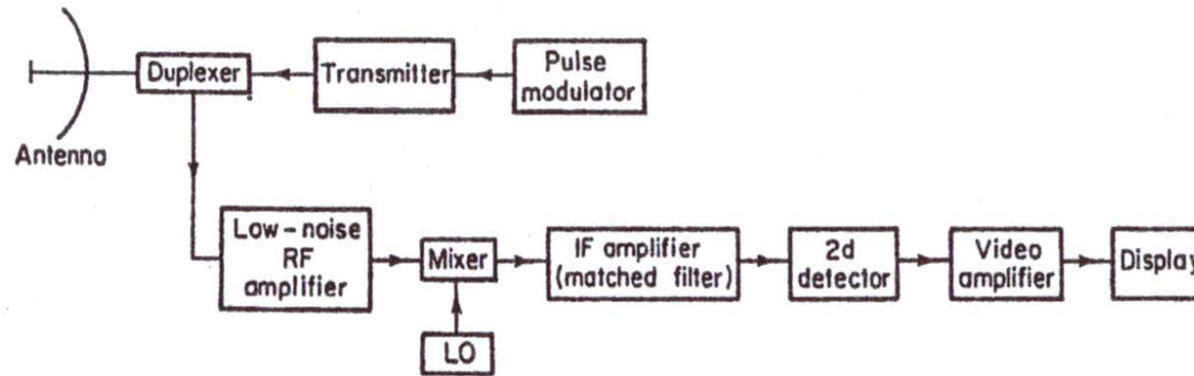 Duplexer
Transmitter
Pulse
modulator
Antenna
Low-noise
RF
amplifier
Mixer
IF amplifier
(matched filter)
2d
detector
Video
amplifier
Display
LO